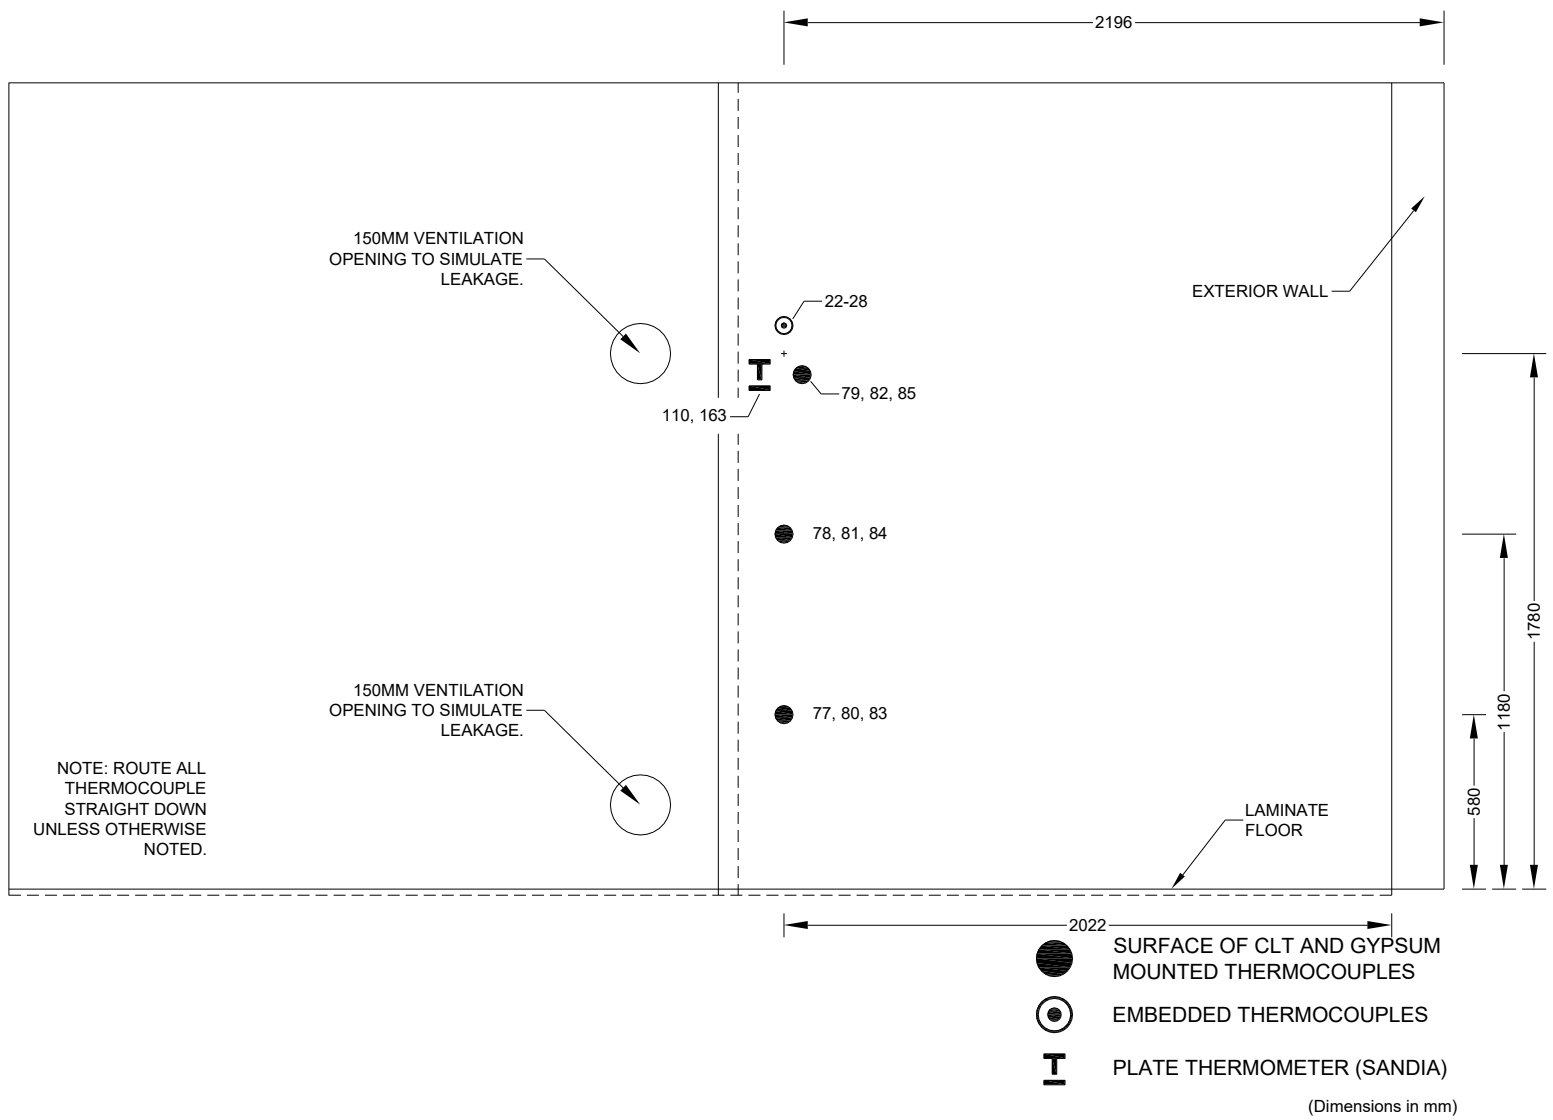 2196
150MM VENTILATION
OPENING TO SIMULATE
LEAKAGE.
22-28
EXTERIOR WALL
79, 82, 85
110, 163
78, 81, 84
1780
1180
77, 80, 83
150MM VENTILATION
OPENING TO SIMULATE
LEAKAGE.
580
NOTE: ROUTE ALL
THERMOCOUPLE
STRAIGHT DOWN
UNLESS OTHERWISE
NOTED.
LAMINATE
FLOOR
2022
SURFACE OF CLT AND GYPSUM
MOUNTED THERMOCOUPLES
EMBEDDED THERMOCOUPLES
PLATE THERMOMETER (SANDIA)
(Dimensions in mm)